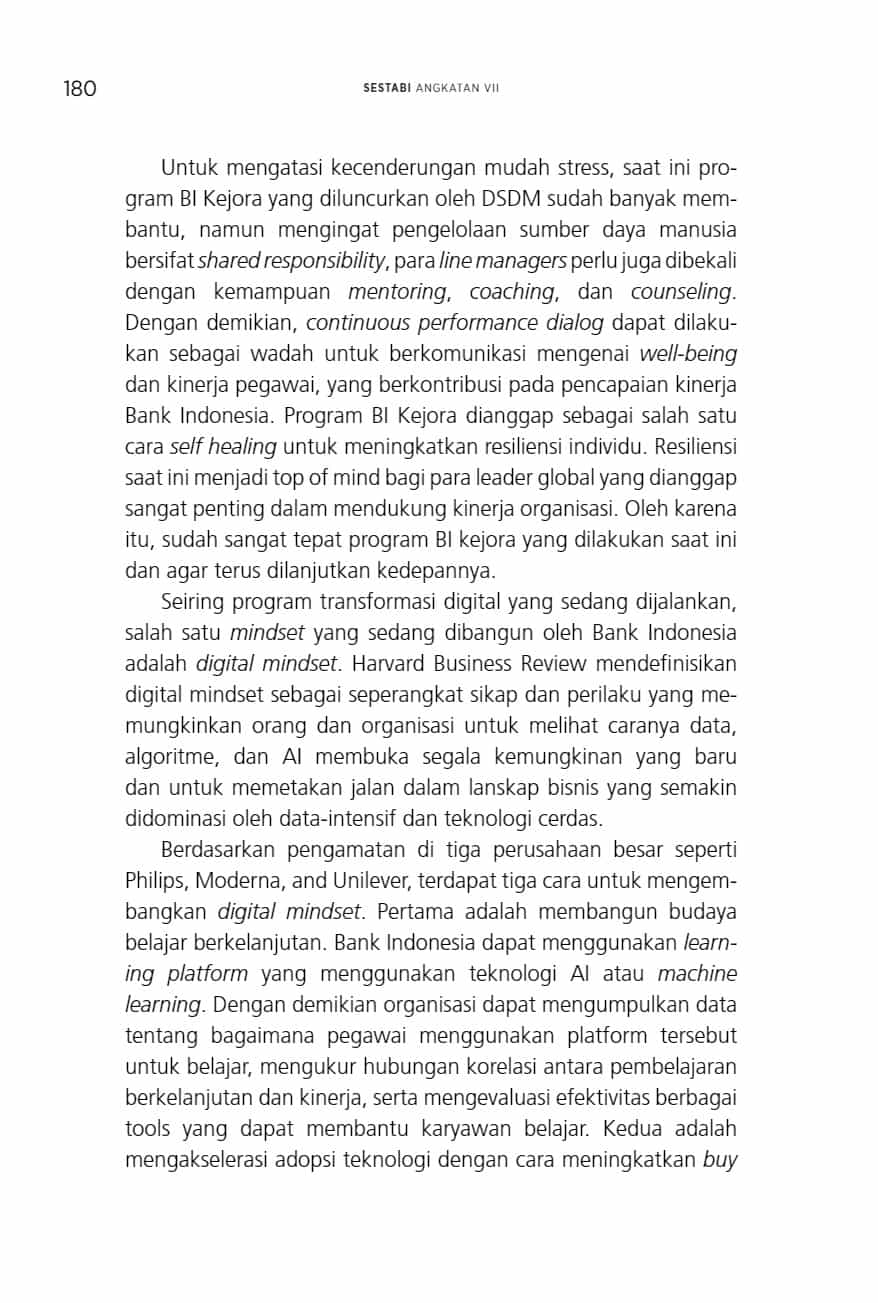 180
SESTABI ANGKATAN VII
Untuk mengatasi kecenderungan mudah stress, saat ini pro-
gram BI Kejora yang diluncurkan oleh DSDM sudah banyak mem-
bantu, namun mengingat pengelolaan sumber daya manusia
bersifat shared responsibility, para line managers perlu juga dibekali
dengan kemampuan mentoring, coaching, dan counseling.
Dengan demikian, continuous performance dialog dapat dilaku-
kan sebagai wadah untuk berkomunikasi mengenai well-being
dan kinerja pegawai, yang berkontribusi pada pencapaian kinerja
Bank Indonesia. Program BI Kejora dianggap sebagai salah satu
cara self healing untuk meningkatkan resiliensi individu. Resiliensi
saat ini menjadi top of mind bagi para leader global yang dianggap
sangat penting dalam mendukung kinerja organisasi. Oleh karena
itu, sudah sangat tepat program BI kejora yang dilakukan saat ini
dan agar terus dilanjutkan kedepannya.
Seiring program transformasi digital yang sedang dijalankan,
salah satu mindset yang sedang dibangun oleh Bank Indonesia
adalah digital mindset. Harvard Business Review mendefinisikan
digital mindset sebagai seperangkat sikap dan perilaku yang me-
mungkinkan orang dan organisasi untuk melihat caranya data,
algoritme, dan AI membuka segala kemungkinan yang baru
dan untuk memetakan jalan dalam lanskap bisnis yang semakin
didominasi oleh data-intensif dan teknologi cerdas.
Berdasarkan pengamatan di tiga perusahaan besar seperti
Philips, Moderna, and Unilever, terdapat tiga cara untuk mengem-
bangkan digital mindset. Pertama adalah membangun budaya
belajar berkelanjutan. Bank Indonesia dapat menggunakan learn-
ing platform yang menggunakan teknologi AI atau machine
learning. Dengan demikian organisasi dapat mengumpulkan data
tentang bagaimana pegawai menggunakan platform tersebut
untuk belajar, mengukur hubungan korelasi antara pembelajaran
berkelanjutan dan kinerja, serta mengevaluasi efektivitas berbagai
tools yang dapat membantu karyawan belajar. Kedua adalah
mengakselerasi adopsi teknologi dengan cara meningkatkan buy